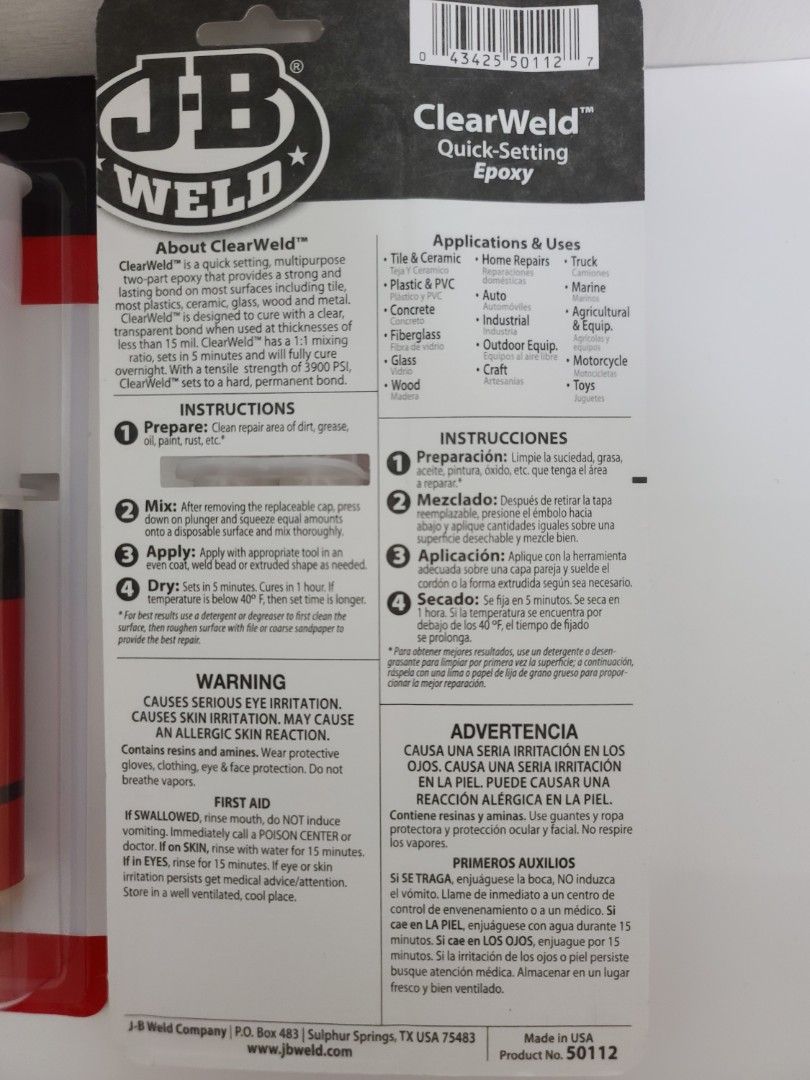 J-B
®
WELD
0 43425 50112 7
ClearWeld™
Quick-Setting
Epoxy
About ClearWeld™
ClearWeld™ is a quick setting, multipurpose
two-part epoxy that provides a strong and
lasting bond on most surfaces including tile,
most plastics, ceramic, glass, wood and metal.
ClearWeld™ is designed to cure with a clear,
transparent bond when used at thicknesses of
less than 15 mil. ClearWeld™ has a 1:1 mixing
ratio, sets in 5 minutes and will fully cure
overnight. With a tensile strength of 3900 PSI,
ClearWeld™ sets to a hard, permanent bond.
Applications & Uses
• Tile & Ceramic
Teja Y Ceramico
• Plastic & PVC
Plástico y PVC
• Concrete
Concreto
• Fiberglass
Fibra de vidrio
• Glass
Vidrio
• Wood
Madera
• Home Repairs
Reparaciones
domésticas
• Auto
Automóviles
• Industrial
Industria
• Outdoor Equip.
Equipos al aire libre
• Craft
Artesanías
• Truck
Camiones
• Marine
Marinos
• Agricultural
& Equip.
Agrícolas y
equipos
• Motorcycle
Motocicletas
• Toys
Juguetes
INSTRUCTIONS
1 Prepare: Clean repair area of dirt, grease,
oil, paint, rust, etc.*
2 Mix: After removing the replaceable cap, press
down on plunger and squeeze equal amounts
onto a disposable surface and mix thoroughly.
3 Apply: Apply with appropriate tool in an
even coat, weld bead or extruded shape as needed.
4 Dry: Sets in 5 minutes. Cures in 1 hour. If
temperature is below 40º F, then set time is longer.
* For best results use a detergent or degreaser to first clean the
surface, then roughen surface with file or coarse sandpaper to
provide the best repair.
INSTRUCCIONES
1 Preparación: Limpie la suciedad, grasa,
aceite, pintura, óxido, etc. que tenga el área
a reparar.*
2 Mezclado: Después de retirar la tapa
reemplazable, presione el émbolo hacia
abajo y aplique cantidades iguales sobre una
superficie desechable y mezcle bien.
3 Aplicación: Aplique con la herramienta
adecuada sobre una capa pareja y suelde el
cordón o la forma extrudida según sea necesario.
4 Secado: Se fija en 5 minutos. Se seca en
1 hora. Si la temperatura se encuentra por
debajo de los 40 ºF, el tiempo de fijado
se prolonga.
* Para obtener mejores resultados, use un detergente o desen-
grasante para limpiar por primera vez la superficie; a continuación,
ráspela con una lima o papel de lija de grano grueso para propor-
cionar la mejor reparación.
WARNING
CAUSES SERIOUS EYE IRRITATION.
CAUSES SKIN IRRITATION. MAY CAUSE
AN ALLERGIC SKIN REACTION.
Contains resins and amines. Wear protective
gloves, clothing, eye & face protection. Do not
breathe vapors.
FIRST AID
If SWALLOWED, rinse mouth, do NOT induce
vomiting. Immediately call a POISON CENTER or
doctor. If on SKIN, rinse with water for 15 minutes.
If in EYES, rinse for 15 minutes. If eye or skin
irritation persists get medical advice/attention.
Store in a well ventilated, cool place.
ADVERTENCIA
CAUSA UNA SERIA IRRITACIÓN EN LOS
OJOS. CAUSA UNA SERIA IRRITACIÓN
EN LA PIEL. PUEDE CAUSAR UNA
REACCIÓN ALÉRGICA EN LA PIEL.
Contiene resinas y aminas. Use guantes y ropa
protectora y protección ocular y facial. No respire
los vapores.
PRIMEROS AUXILIOS
Si SE TRAGA, enjuáguese la boca, NO induzca
el vómito. Llame de inmediato a un centro de
control de envenenamiento o a un médico. Si
cae en LA PIEL, enjuáguese con agua durante 15
minutos. Si cae en LOS OJOS, enjuague por 15
minutos. Si la irritación de los ojos o piel persiste
busque atención médica. Almacenar en un lugar
fresco y bien ventilado.
J-B Weld Company | P.O. Box 483 | Sulphur Springs, TX USA 75483
www.jbweld.com
Made in USA
Product No. 50112